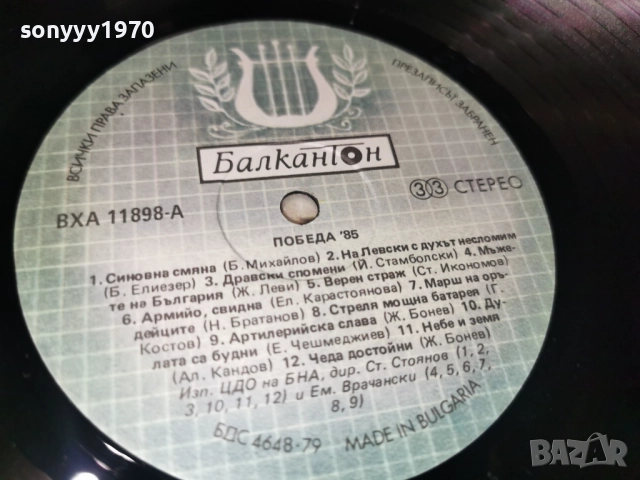 sonyyy1970
ВСИЧКИ ПРАВА ЗАПАЗЕНИ
ПРЕЗАПИСЪТ ЗАБРАНЕН
Балкантон
ВХА 11898-А
33 СТЕРЕО
ПОБЕДА '85
1. Синовна смяна (Б. Михайлов) 2. На Левски с духът несломим
(Б. Елиезер) 3. Дравски спомени (Й. Стамболски) 4. Мъже-
те на България (Ж. Леви) 5. Верен страж (Ст. Икономов)
6. Армийо, свидна (Ел. Карастоянова) 7. Марш на оръ-
дейците (Н. Братанов) 8. Стреля мощна батарея (Г.
Костов) 9. Артилерийска слава (Ж. Бонев) 10. Ду-
лата са будни (Е. Чешмеджиев) 11. Небе и земя
(Ал. Кандов) 12. Чеда достойни (Ж. Бонев)
Изп. ЦДО на БНА, дир. Ст. Стоянов (1, 2,
3, 10, 11, 12) и Ем. Врачански (4, 5, 6, 7,
8, 9)
БДС 4648-79 MADE IN BULGARIA
BAZAR